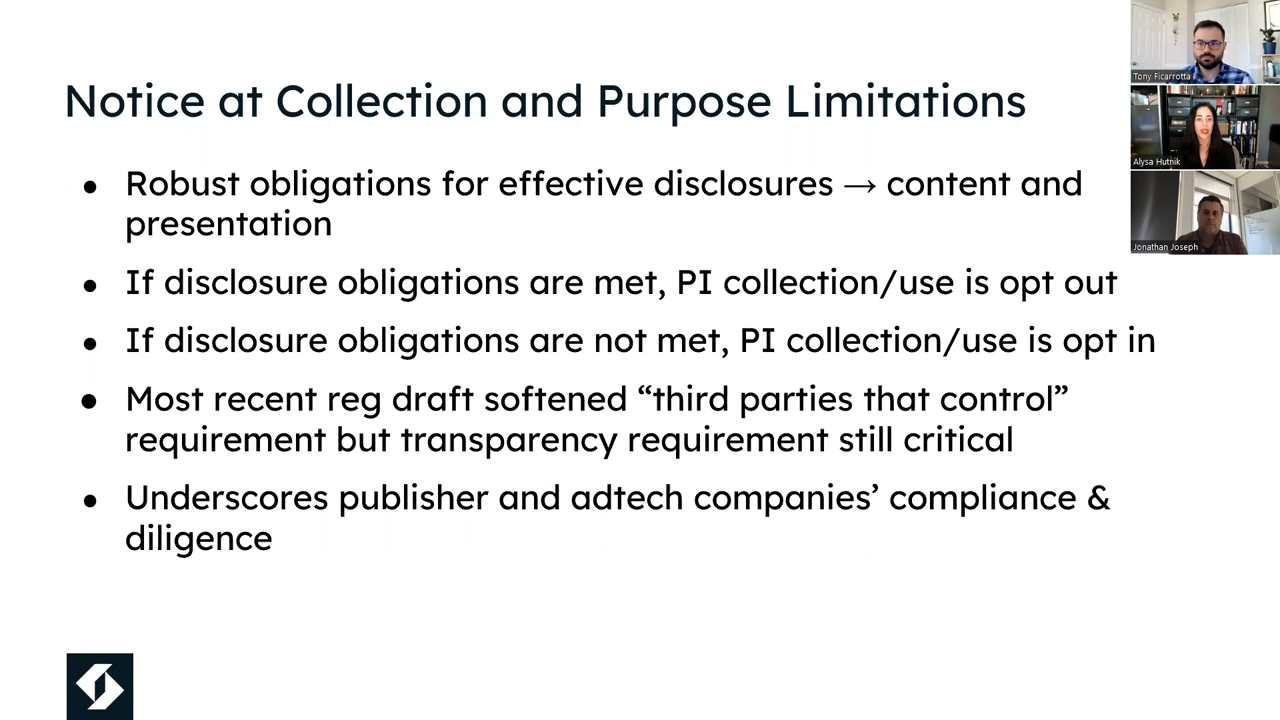 Notice at Collection and Purpose Limitations
● Robust obligations for effective disclosures → content and
presentation
● If disclosure obligations are met, PI collection/use is opt out
● If disclosure obligations are not met, PI collection/use is opt in
● Most recent reg draft softened “third parties that control”
requirement but transparency requirement still critical
● Underscores publisher and adtech companies’ compliance &
diligence
Tony Ficarrotta
Alysa Hutnik
Jonathan Joseph